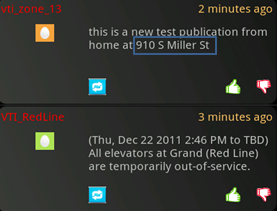 vti_zone_13 2 minutes ago
this is a new test publication from
home at 910 S Miller St
VTI_RedLine 3 minutes ago
(Thu, Dec 22 2011 2:46 PM to TBD)
All elevators at Grand (Red Line)
are temporarily out-of-service.